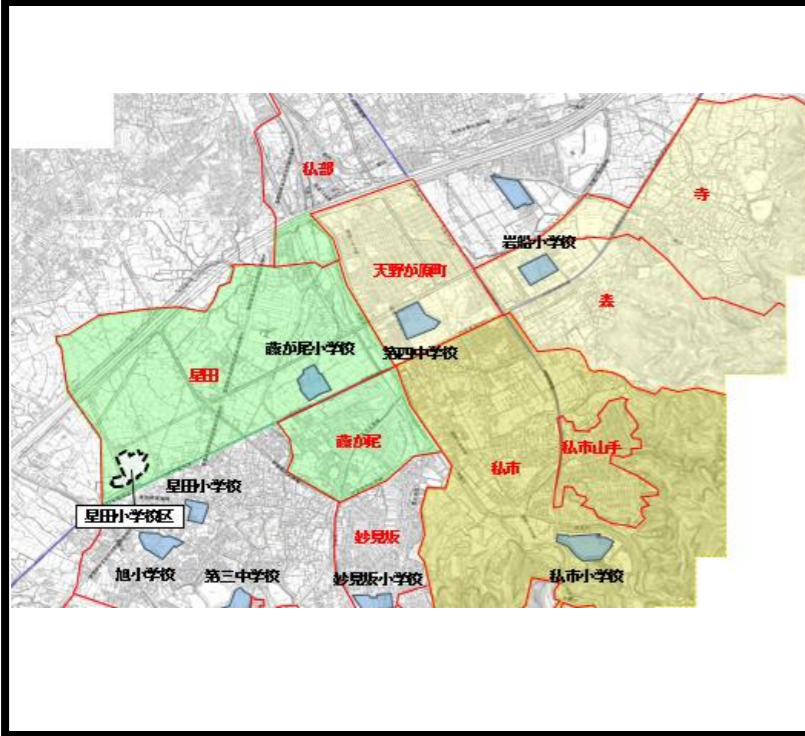 私部
寺
岩船小学校
天野が原町
森
藤が尾小学校
第四中学校
星田
藤が尾
私市
私市山手
星田小学校
星田小学校区
妙見坂
旭小学校
第三中学校
妙見坂小学校
私市小学校